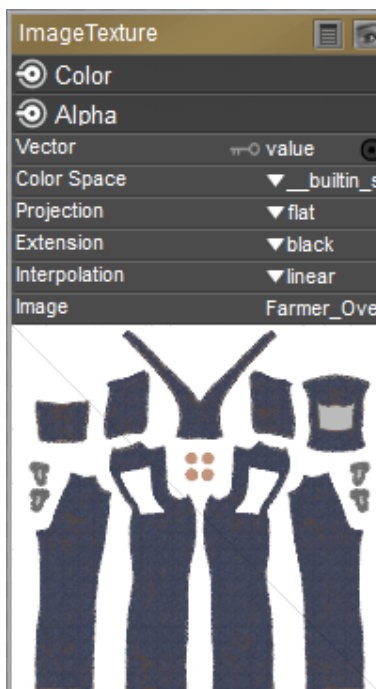 ImageTexture
Color
Alpha
Vector value
Color Space __builtin_s
Projection flat
Extension black
Interpolation linear
Image Farmer_Ove